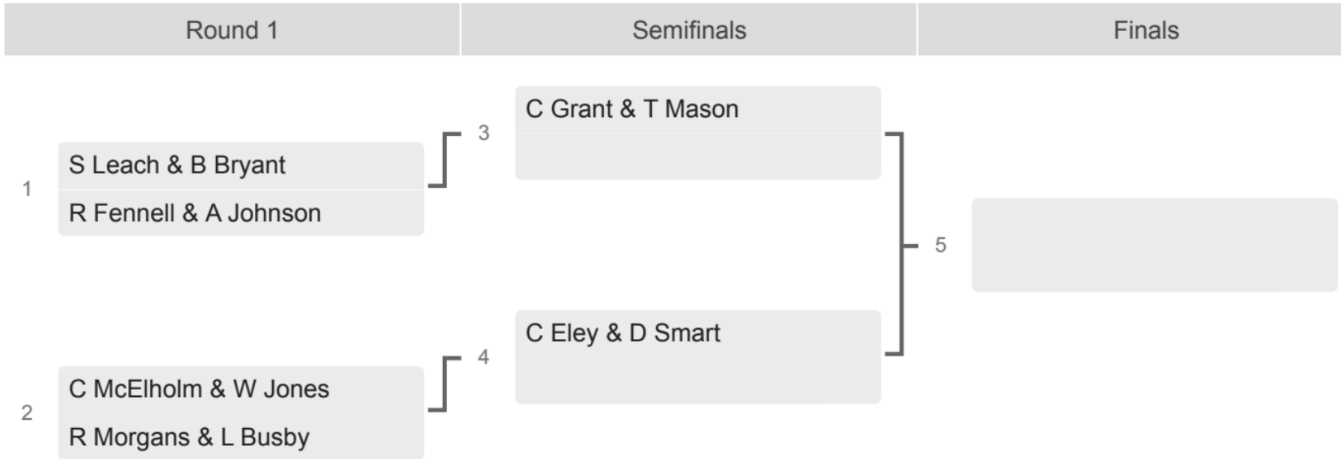 Round 1
Semifinals
Finals
1
S Leach & B Bryant
R Fennell & A Johnson
2
C McElholm & W Jones
R Morgans & L Busby
3
C Grant & T Mason
4
C Eley & D Smart
5